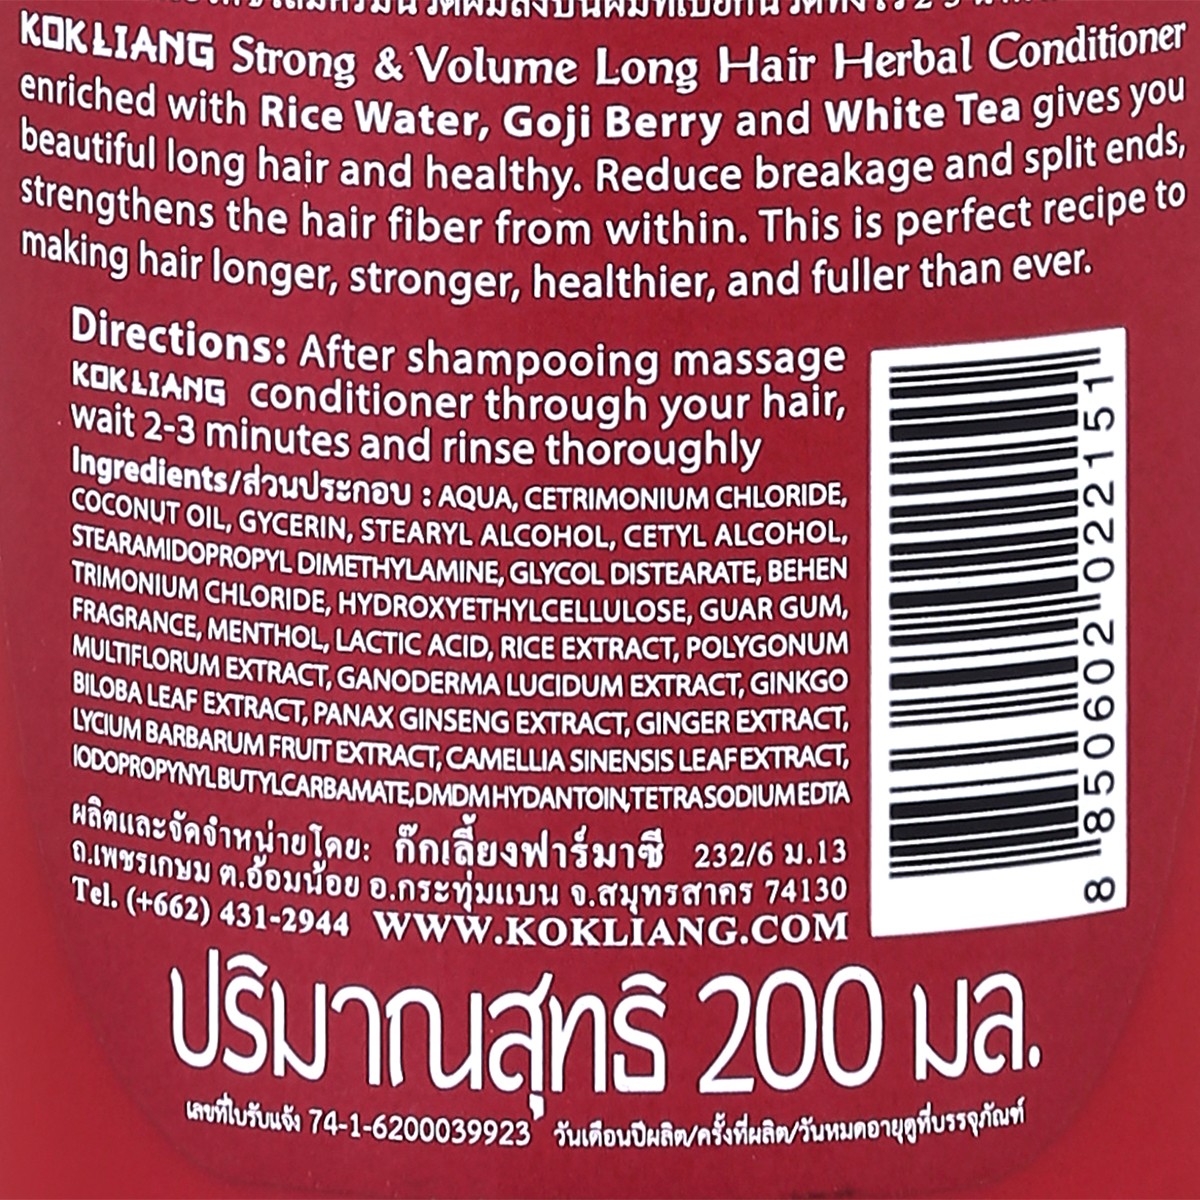 KOKLIANG Strong & Volume Long Hair Herbal Conditioner
enriched with Rice Water, Goji Berry and White Tea gives you
beautiful long hair and healthy. Reduce breakage and split ends,
strengthens the hair fiber from within. This is perfect recipe to
making hair longer, stronger, healthier, and fuller than ever.
Directions: After shampooing massage
KOKLIANG conditioner through your hair,
wait 2-3 minutes and rinse thoroughly
Ingredients/ส่วนประกอบ : AQUA, CETRIMONIUM CHLORIDE,
COCONUT OIL, GLYCERIN, STEARYL ALCOHOL, CETYL ALCOHOL,
STEARAMIDOPROPYL DIMETHYLAMINE, GLYCOL DISTEARATE, BEHEN
TRIMONIUM CHLORIDE, HYDROXYETHYLCELLULOSE, GUAR GUM,
FRAGRANCE, MENTHOL, LACTIC ACID, RICE EXTRACT, POLYGONUM
MULTIFLORUM EXTRACT, GANODERMA LUCIDUM EXTRACT, GINKGO
BILOBA LEAF EXTRACT, PANAX GINSENG EXTRACT, GINGER EXTRACT,
LYCIUM BARBARUM FRUIT EXTRACT, CAMELLIA SINENSIS LEAF EXTRACT,
IODOPROPYNYL BUTYLCARBAMATE, DMDM HYDANTOIN, TETRASODIUM EDTA
ผลิตและจัดจำหน่ายโดย: ก๊กเลี้ยงฟาร์มาซี 232/6 ม.13
ถ.เพชรเกษม ต.อ้อมน้อย อ.กระทุ่มแบน จ.สมุทรสาคร 74130
Tel. (+662) 431-2944 WWW.KOKLIANG.COM
8 850602 022151
ปริมาณสุทธิ 200 มล.
เลขที่ใบรับแจ้ง 74-1-6200039923 วันเดือนปีผลิต/ครั้งที่ผลิต/วันหมดอายุดูที่บรรจุภัณฑ์